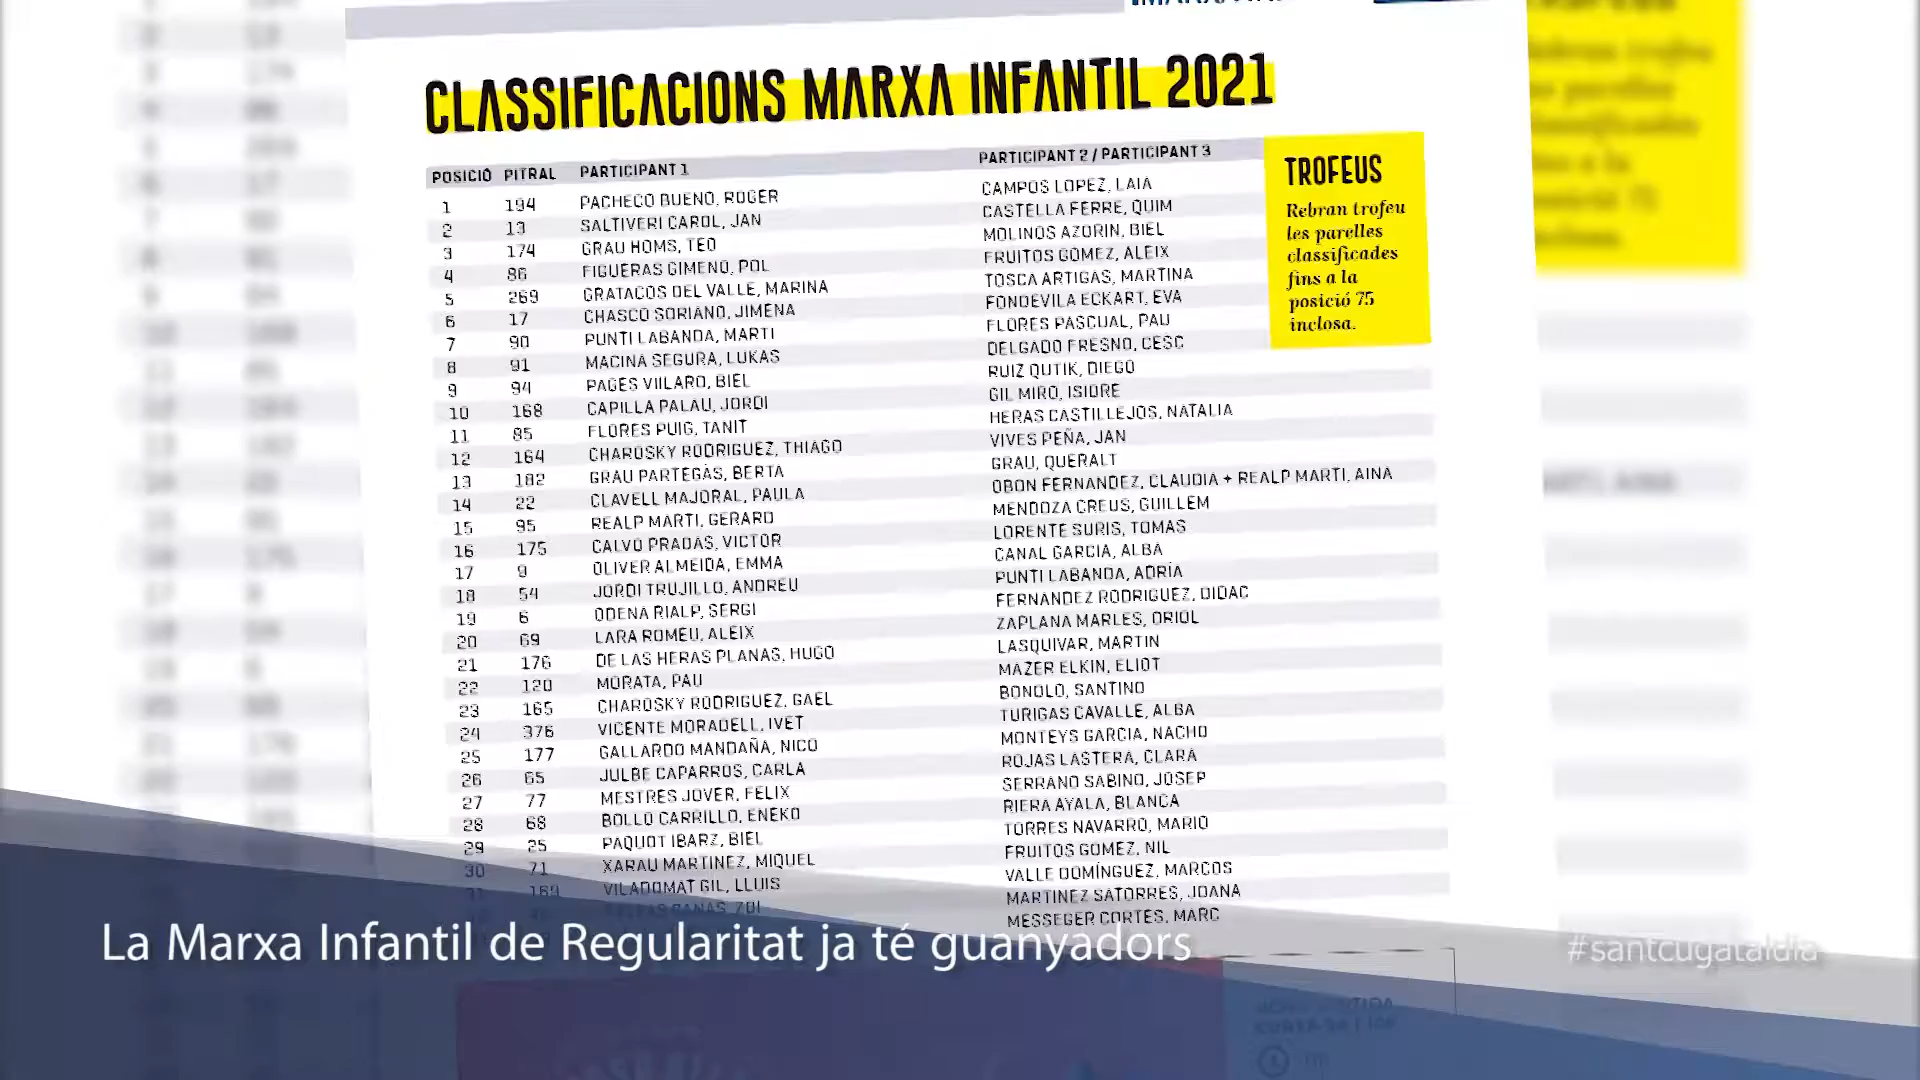 CLASSIFICACIONS MARXA INFANTIL 2021
POSICIÓ PITRAL PARTICIPANT 1 PARTICIPANT 2 / PARTICIPANT 3
1 194 PACHECO BUENO, ROGER CAMPOS LOPEZ, LAIA
2 13 SALTIVERI CAROL, JAN CASTELLA FERRE, QUIM
3 174 GRAU HOMS, TEO MOLINOS AZORIN, BIEL
4 86 FIGUERAS GIMENO, POL FRUITOS GOMEZ, ALEIX
5 269 GRATACOS DEL VALLE, MARINA TOSCA ARTIGAS, MARTINA
6 17 CHASCO SORIANO, JIMENA FONDEVILA ECKART, EVA
7 90 PUNTI LABANDA, MARTI FLORES PASCUAL, PAU
8 91 MACINA SEGURA, LUKAS DELGADO FRESNO, CESC
9 94 PAGES VIILARO, BIEL RUIZ QUTIK, DIEGO
10 168 CAPILLA PALAU, JORDI GIL MIRO, ISIDRE
11 85 FLORES PUIG, TANIT HERAS CASTILLEJOS, NATALIA
12 164 CHAROSKY RODRIGUEZ, THIAGO VIVES PEÑA, JAN
13 182 GRAU PARTEGÀS, BERTA GRAU, QUERALT
14 22 CLAVELL MAJORAL, PAULA OBON FERNANDEZ, CLAUDIA + REALP MARTI, AINA
15 95 REALP MARTI, GERARD MENDOZA CREUS, GUILLEM
16 175 CALVO PRADAS, VICTOR LORENTE SURIS, TOMAS
17 9 OLIVER ALMEIDA, EMMA CANAL GARCIA, ALBA
18 54 JORDI TRUJILLO, ANDREU PUNTI LABANDA, ADRÍA
19 6 ODENA RIALP, SERGI FERNANDEZ RODRIGUEZ, DIDAC
20 69 LARA ROMEU, ALEIX ZAPLANA MARLES, ORIOL
21 176 DE LAS HERAS PLANAS, HUGO LASQUIVAR, MARTIN
22 120 MORATA, PAU MAZER ELKIN, ELIOT
23 165 CHAROSKY RODRIGUEZ, GAEL BONOLO, SANTINO
24 376 VICENTE MORADELL, IVET TURIGAS CAVALLE, ALBA
25 177 GALLARDO MANDAÑA, NICO MONTEYS GARCIA, NACHO
26 65 JULBE CAPARROS, CARLA ROJAS LASTERA, CLARA
27 77 MESTRES JOVER, FELIX SERRANO SABINO, JOSEP
28 68 BOLLO CARRILLO, ENEKO RIERA AYALA, BLANCA
29 25 PAQUOT IBARZ, BIEL TORRES NAVARRO, MARIO
30 71 XARAU MARTINEZ, MIQUEL FRUITOS GOMEZ, NIL
31 169 VILADOMAT GIL, LLUIS VALLE DOMÍNGUEZ, MARCOS
MARTINEZ SATORRES, JOANA
MESSEGER CORTES, MARC
TROFEUS
Rebran trofeu
les parelles
classificades
fins a la
posició 75
inclosa.
La Marxa Infantil de Regularitat ja té guanyadors
#santcugataldia